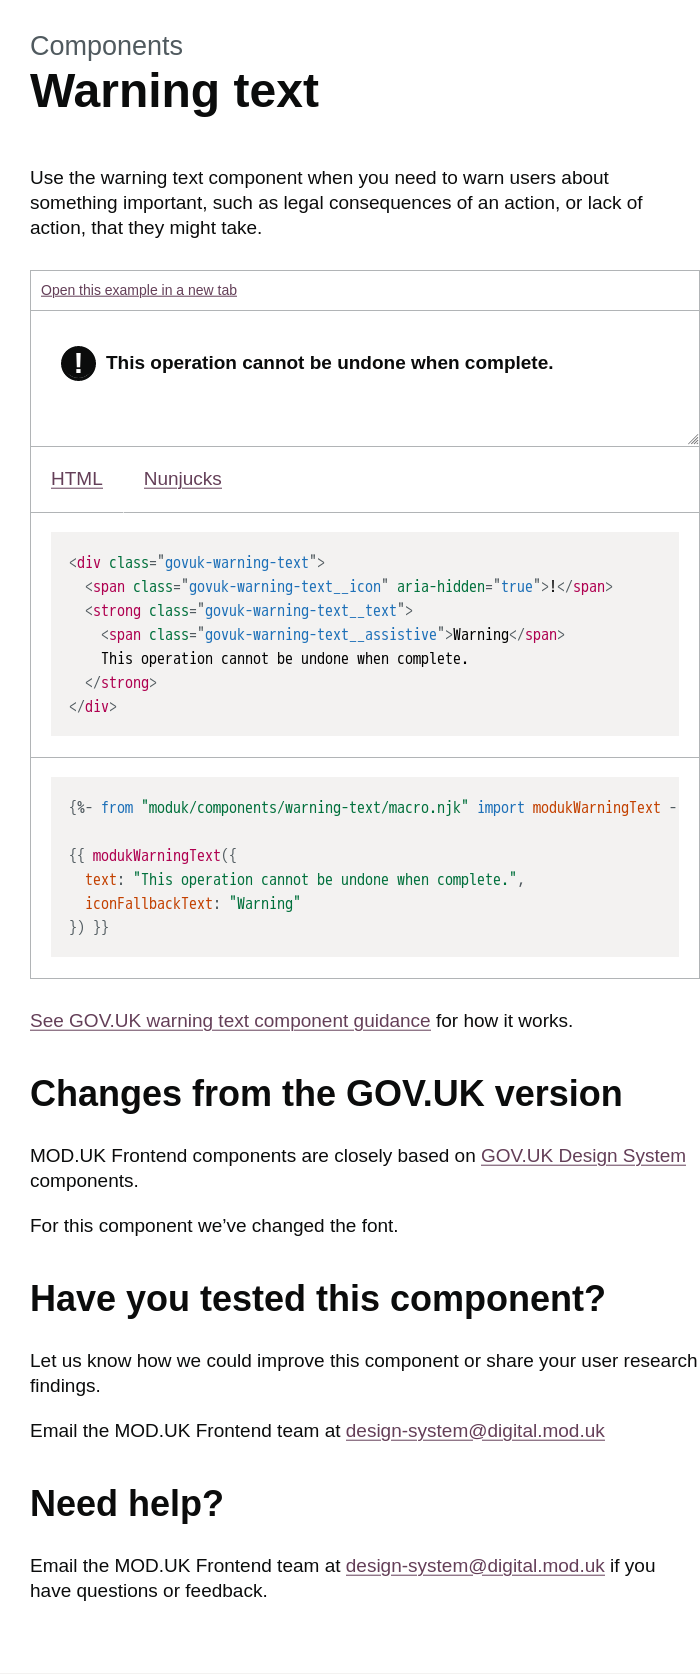 Components
Warning text
Use the warning text component when you need to warn users about
something important, such as legal consequences of an action, or lack of
action, that they might take.
Open this example in a new tab
! This operation cannot be undone when complete.
HTML Nunjucks
<div class="govuk-warning-text">
  <span class="govuk-warning-text__icon" aria-hidden="true">!</span>
  <strong class="govuk-warning-text__text">
    <span class="govuk-warning-text__assistive">Warning</span>
    This operation cannot be undone when complete.
  </strong>
</div>
{%- from "moduk/components/warning-text/macro.njk" import modukWarningText -
{{ modukWarningText({
  text: "This operation cannot be undone when complete.",
  iconFallbackText: "Warning"
}) }}
See GOV.UK warning text component guidance for how it works.
Changes from the GOV.UK version
MOD.UK Frontend components are closely based on GOV.UK Design System
components.
For this component we’ve changed the font.
Have you tested this component?
Let us know how we could improve this component or share your user research
findings.
Email the MOD.UK Frontend team at design-system@digital.mod.uk
Need help?
Email the MOD.UK Frontend team at design-system@digital.mod.uk if you
have questions or feedback.